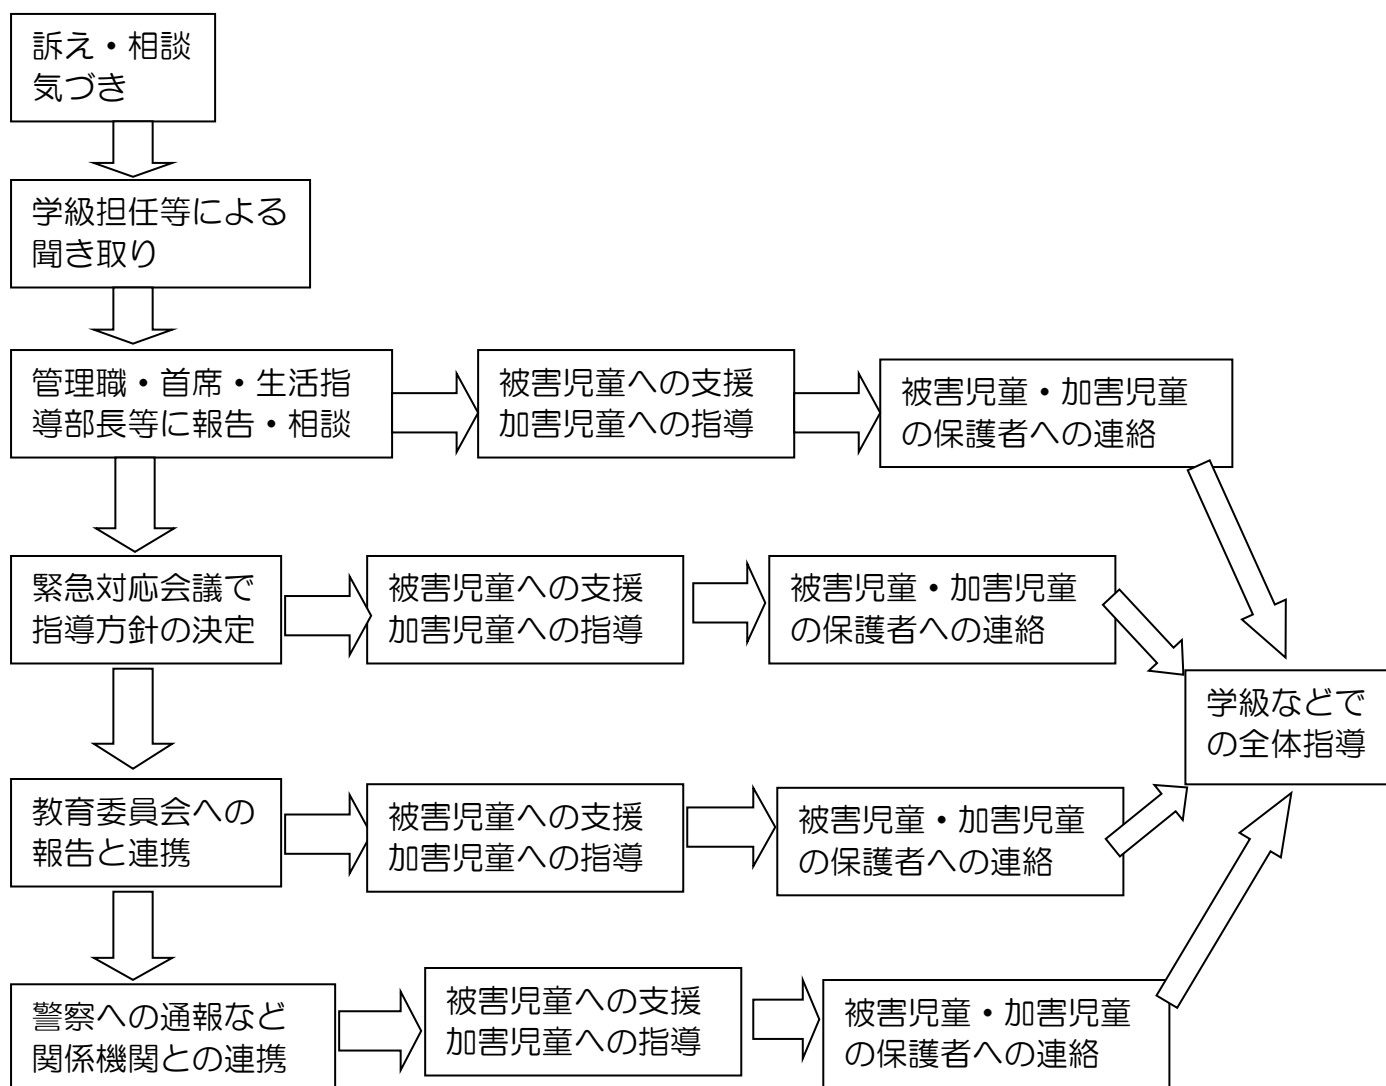 訴え・相談
気づき
学級担任等による
聞き取り
管理職・首席・生活指
導部長等に報告・相談
被害児童への支援
加害児童への指導
被害児童・加害児童
の保護者への連絡
緊急対応会議で
指導方針の決定
被害児童への支援
加害児童への指導
被害児童・加害児童
の保護者への連絡
学級などで
の全体指導
教育委員会への
報告と連携
被害児童への支援
加害児童への指導
被害児童・加害児童
の保護者への連絡
警察への通報など
関係機関との連携
被害児童への支援
加害児童への指導
被害児童・加害児童
の保護者への連絡